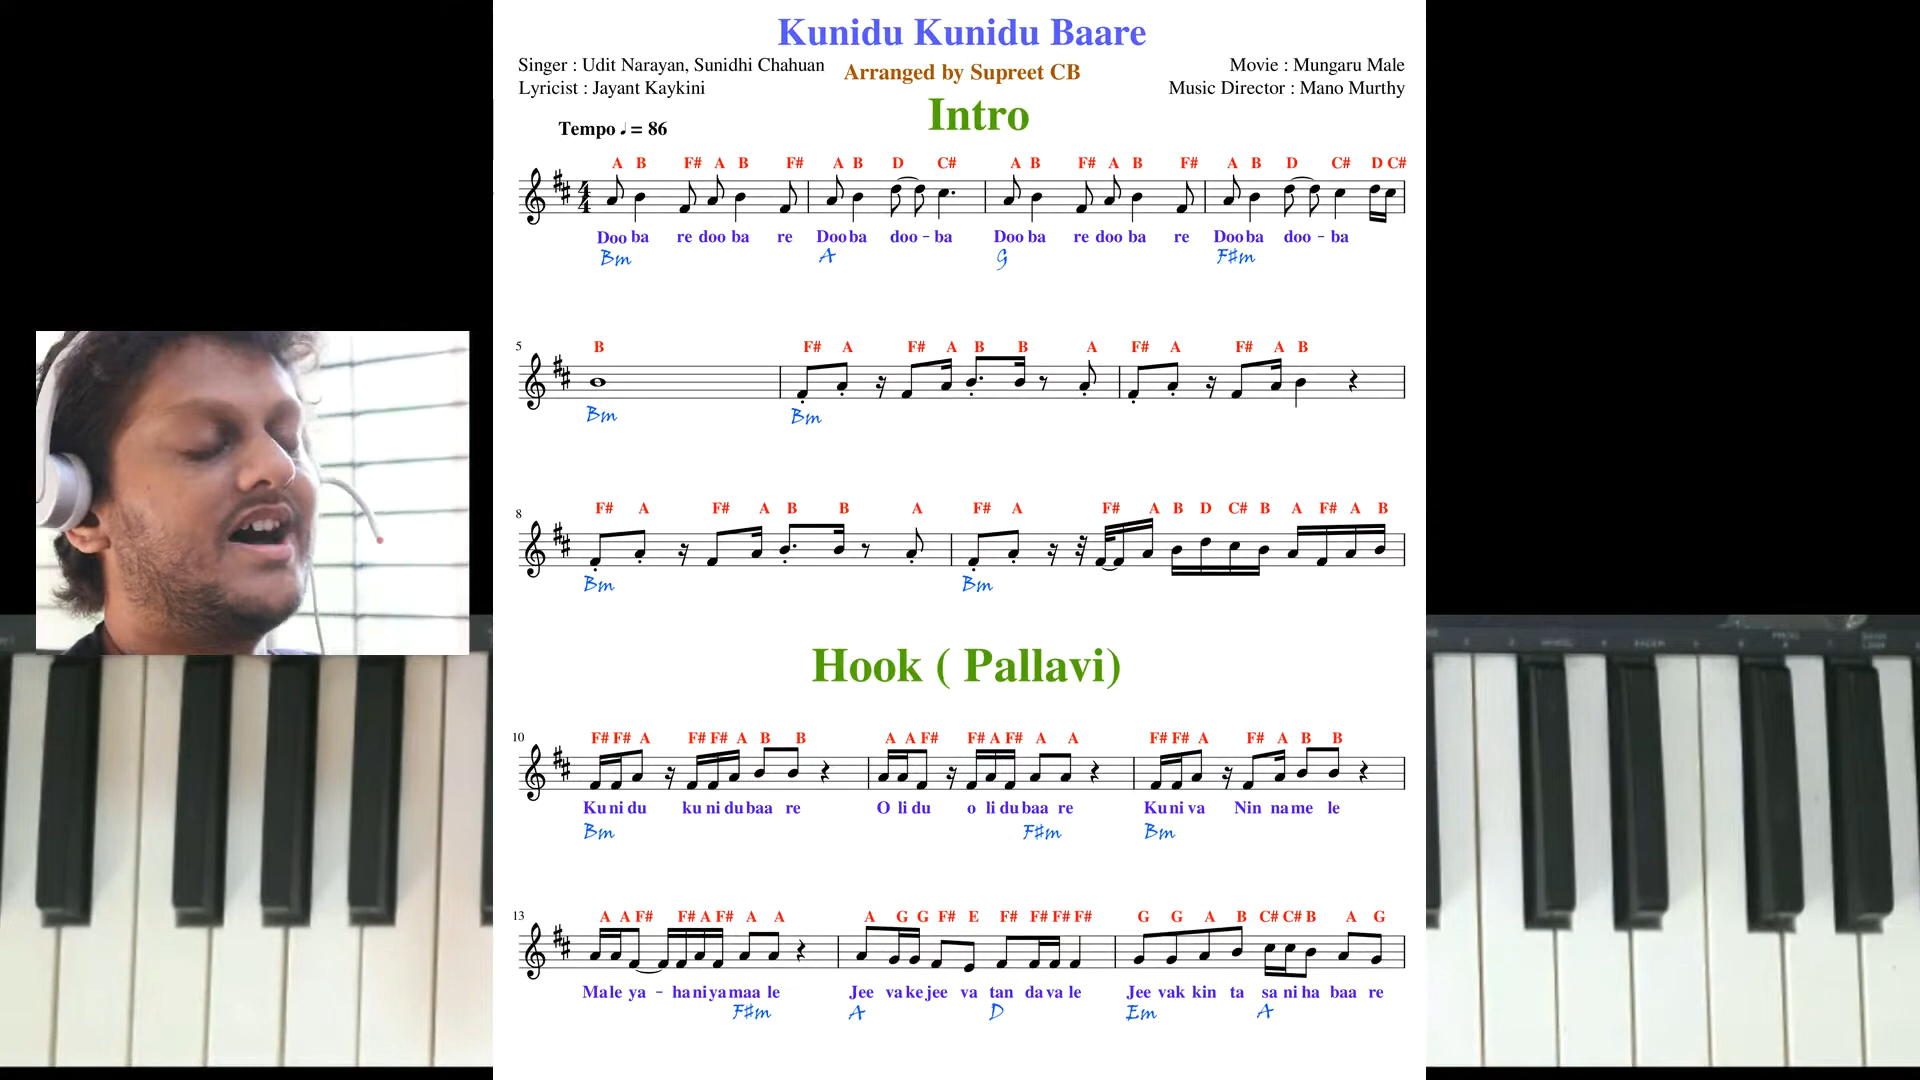 Kunidu Kunidu Baare
Singer : Udit Narayan, Sunidhi Chahuan
Arranged by Supreet CB
Movie : Mungaru Male
Lyricist : Jayant Kaykini
Music Director : Mano Murthy
Intro
Tempo ♩ = 86
A B F# A B F# A B D C# A B F# A B F# A B D C# D C#
4 4
Doo ba re doo ba re Doo ba doo - ba Doo ba re doo ba re Doo ba doo - ba
Bm A G F#m
5 B F# A F# A B B A F# A F# A B
Bm Bm
8 F# A F# A B B A F# A F# A B D C# B A F# A B
Bm Bm
Hook ( Pallavi)
10 F# F# A F# F# A B B A A F# F# A F# A A F# F# A F# A B B
Ku ni du ku ni du baa re O li du o li du baa re Ku ni va Nin na me le
Bm F#m Bm
13 A A F# F# A F# A A A G G F# E F# F# F# F# G G A B C# C# B A G
Ma le ya - ha ni ya maa le Jee va ke jee va tan da va le Jee vak kin ta sa ni ha baa re
F#m A D Em A